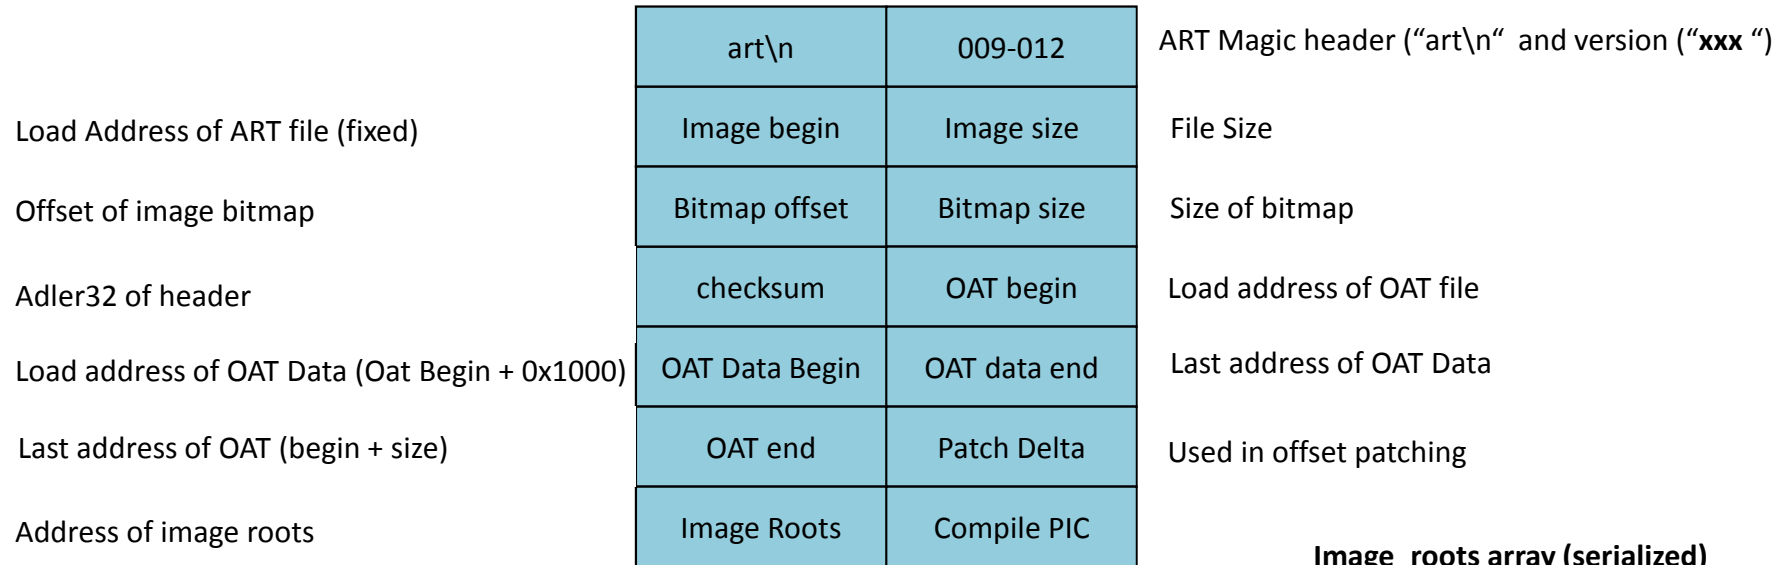 art\n 009-012 ART Magic header (“art\n“ and version (“xxx “)
Load Address of ART file (fixed) Image begin Image size File Size
Offset of image bitmap Bitmap offset Bitmap size Size of bitmap
Adler32 of header checksum OAT begin Load address of OAT file
Load address of OAT Data (Oat Begin + 0x1000) OAT Data Begin OAT data end Last address of OAT Data
Last address of OAT (begin + size) OAT end Patch Delta Used in offset patching
Address of image roots Image Roots Compile PIC
Image_roots array (serialized)